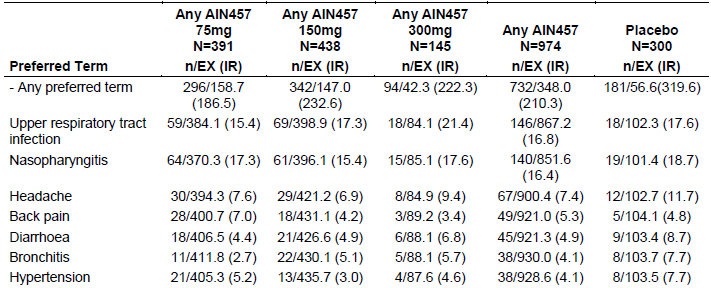 Any AIN457 75mg N=391 Any AIN457 150mg N=438 Any AIN457 300mg N=145 Any AIN457 N=974 Placebo N=300
Preferred Term n/EX (IR) n/EX (IR) n/EX (IR) n/EX (IR) n/EX (IR)
- Any preferred term 296/158.7 (186.5) 342/147.0 (232.6) 94/42.3 (222.3) 732/348.0 (210.3) 181/56.6(319.6)
Upper respiratory tract infection 59/384.1 (15.4) 69/398.9 (17.3) 18/84.1 (21.4) 146/867.2 (16.8) 18/102.3 (17.6)
Nasopharyngitis 64/370.3 (17.3) 61/396.1 (15.4) 15/85.1 (17.6) 140/851.6 (16.4) 19/101.4 (18.7)
Headache 30/394.3 (7.6) 29/421.2 (6.9) 8/84.9 (9.4) 67/900.4 (7.4) 12/102.7 (11.7)
Back pain 28/400.7 (7.0) 18/431.1 (4.2) 3/89.2 (3.4) 49/921.0 (5.3) 5/104.1 (4.8)
Diarrhoea 18/406.5 (4.4) 21/426.6 (4.9) 6/88.1 (6.8) 45/921.3 (4.9) 9/103.4 (8.7)
Bronchitis 11/411.8 (2.7) 22/430.1 (5.1) 5/88.1 (5.7) 38/930.0 (4.1) 8/103.7 (7.7)
Hypertension 21/405.3 (5.2) 13/435.7 (3.0) 4/87.6 (4.6) 38/928.6 (4.1) 8/103.5 (7.7)